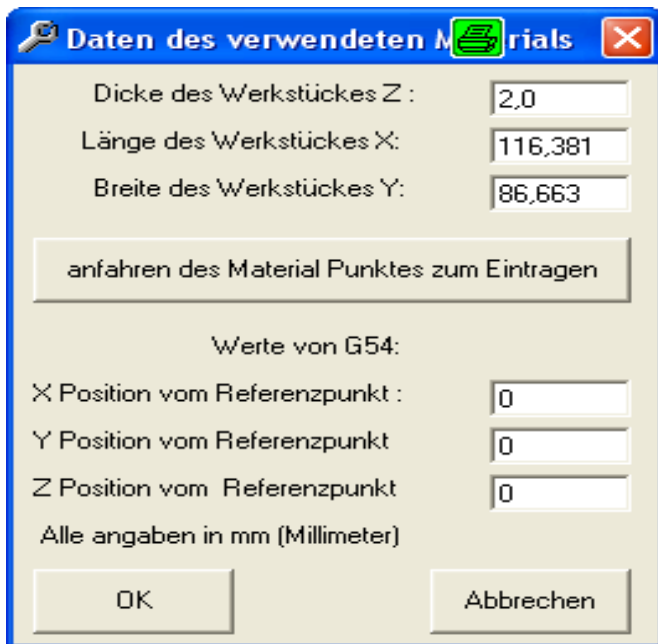 Daten des verwendeten M rials
Dicke des Werkstückes Z :
2,0
Länge des Werkstückes X:
116,381
Breite des Werkstückes Y:
86,663
anfahren des Material Punktes zum Eintragen
Werte von G54:
X Position vom Referenzpunkt :
0
Y Position vom Referenzpunkt
0
Z Position vom Referenzpunkt
0
Alle angaben in mm (Millimeter)
OK
Abbrechen